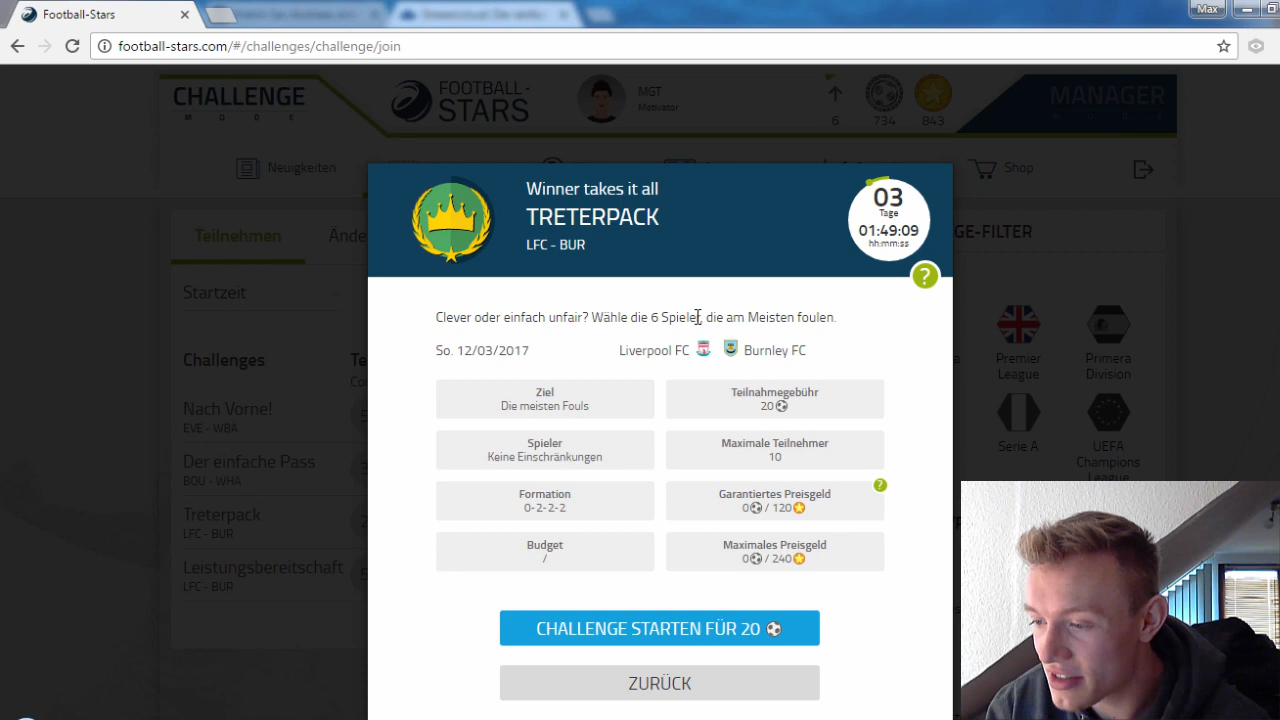 Football-Stars
Max
football-stars.com/#/challenges/challenge/join
CHALLENGE
M O D E
FOOTBALL-
STARS
MGT
Motivator
6
734
843
MANAGER
M O D E
Neuigkeiten
Shop
Winner takes it all
TRETERPACK
LFC - BUR
03
Tage
01:49:09
hh:mm:ss
?
Teilnehmen
Ände
GE-FILTER
Startzeit
Clever oder einfach unfair? Wähle die 6 Spieler, die am Meisten foulen.
So. 12/03/2017
Liverpool FC
Burnley FC
Challenges
Te
Nach Vorne!
EVE - WBA
Der einfache Pass
BOU - WHA
Treterpack
LFC - BUR
Leistungsbereitschaft
LFC - BUR
Ziel
Die meisten Fouls
Teilnahmegebühr
20
Spieler
Keine Einschränkungen
Maximale Teilnehmer
10
Formation
0-2-2-2
Garantiertes Preisgeld
0 / 120
?
Budget
/
Maximales Preisgeld
0 / 240
Premier
League
Primera
Division
Serie A
UEFA
Champions
League
CHALLENGE STARTEN FÜR 20
ZURÜCK